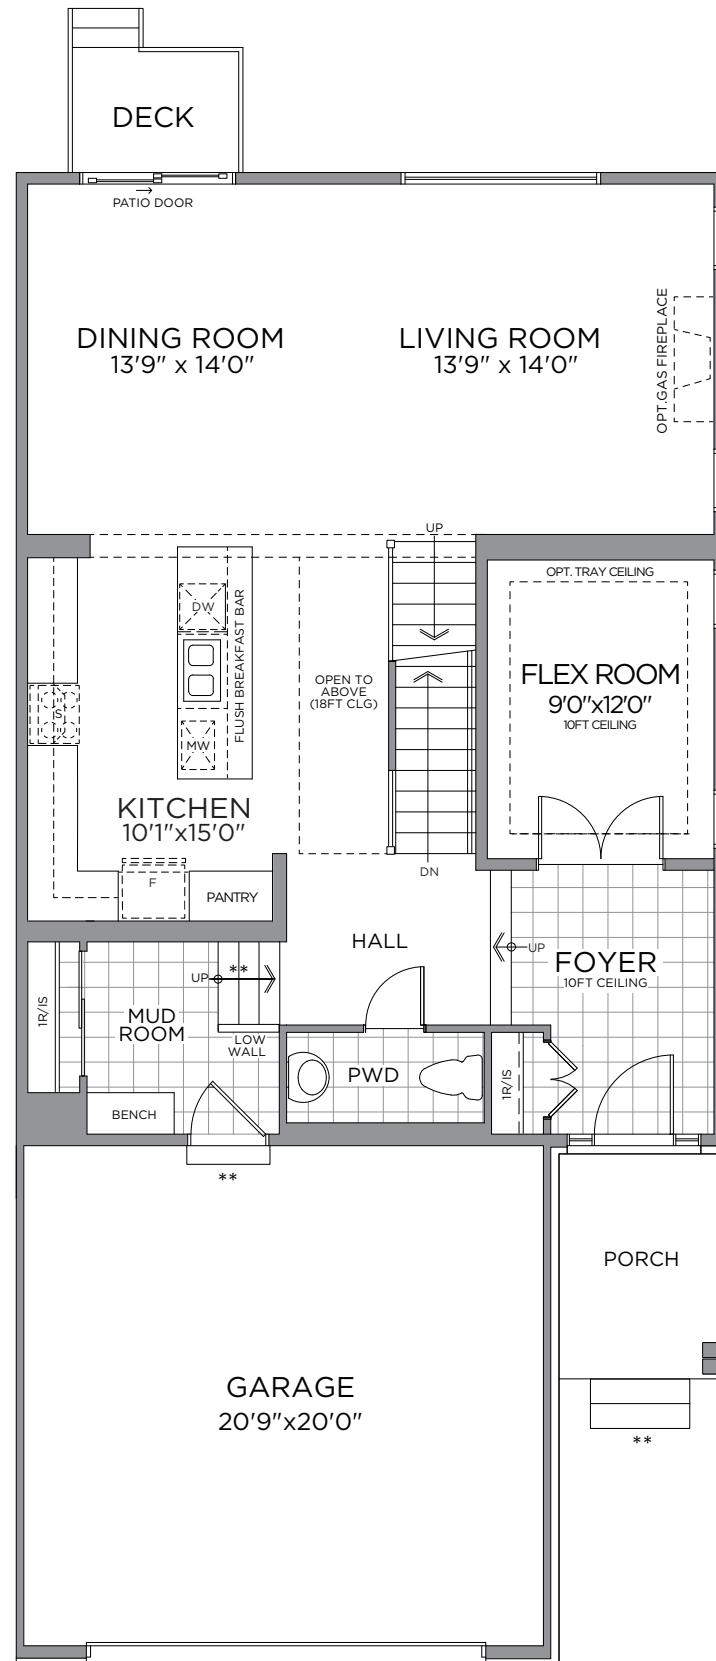 DECK
PATIO DOOR
DINING ROOM
13'9" x 14'0"
LIVING ROOM
13'9" x 14'0"
OPT.GAS FIREPLACE
UP
OPT. TRAY CEILING
DW
FLUSH BREAKFAST BAR
OPEN TO
ABOVE
(18FT CLG)
FLEX ROOM
9'0"x12'0"
10FT CEILING
S
MW
KITCHEN
10'1"x15'0"
F
PANTRY
DN
HALL
UP
FOYER
10FT CEILING
UP
**
1R/1S
MUD
ROOM
LOW
WALL
PWD
1R/1S
BENCH
**
PORCH
GARAGE
20'9"x20'0"
**